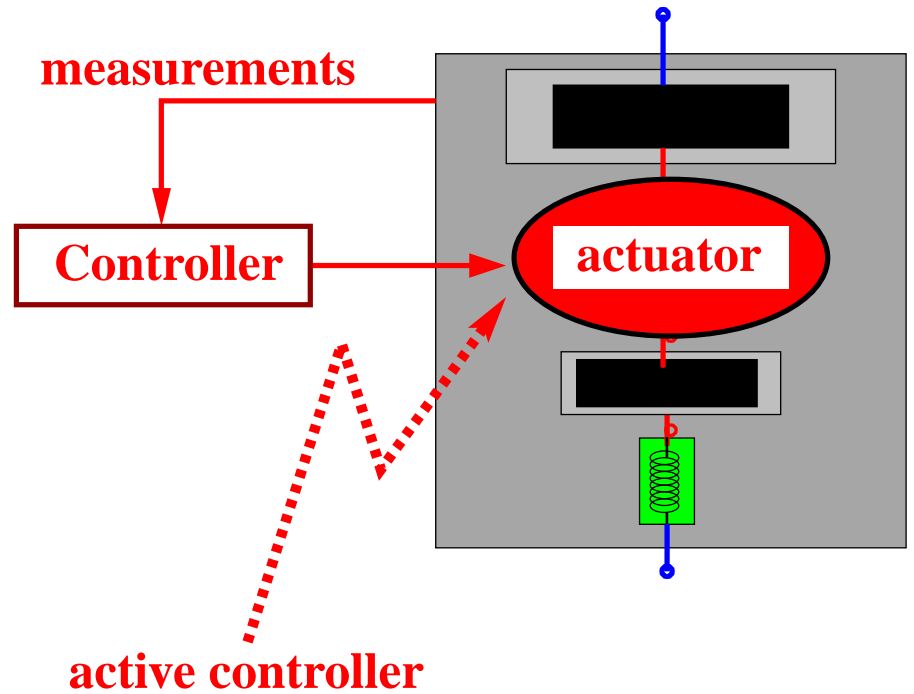 measurements
Controller
actuator
active controller